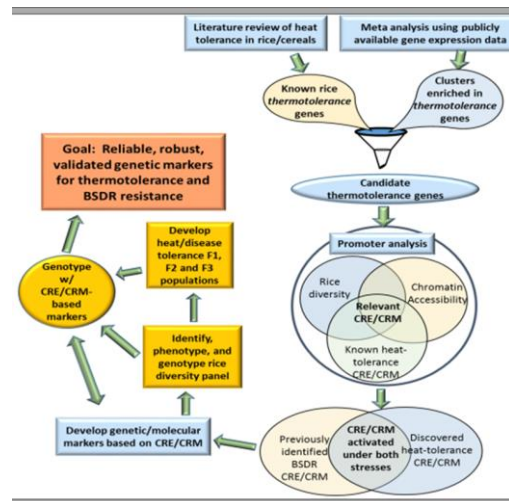 Literature review of heat
tolerance in rice/cereals
Meta analysis using publicly
available gene expression data
Known rice
thermotolerance
genes
Clusters
enriched in
thermotolerance
genes
Candidate
thermotolerance genes
Promoter analysis
Rice
diversity
Chromatin
Accessibility
Relevant
CRE/CRM
Known heat-
tolerance
CRE/CRM
Previously
identified
BSDR
CRE/CRM
CRE/CRM
activated
under both
stresses
Discovered
heat-tolerance
CRE/CRM
Develop genetic/molecular
markers based on CRE/CRM
Identify,
phenotype, and
genotype rice
diversity panel
Develop
heat/disease
tolerance F1,
F2 and F3
populations
Genotype
w/
CRE/CRM-
based
markers
Goal: Reliable, robust,
validated genetic markers
for thermotolerance and
BSDR resistance